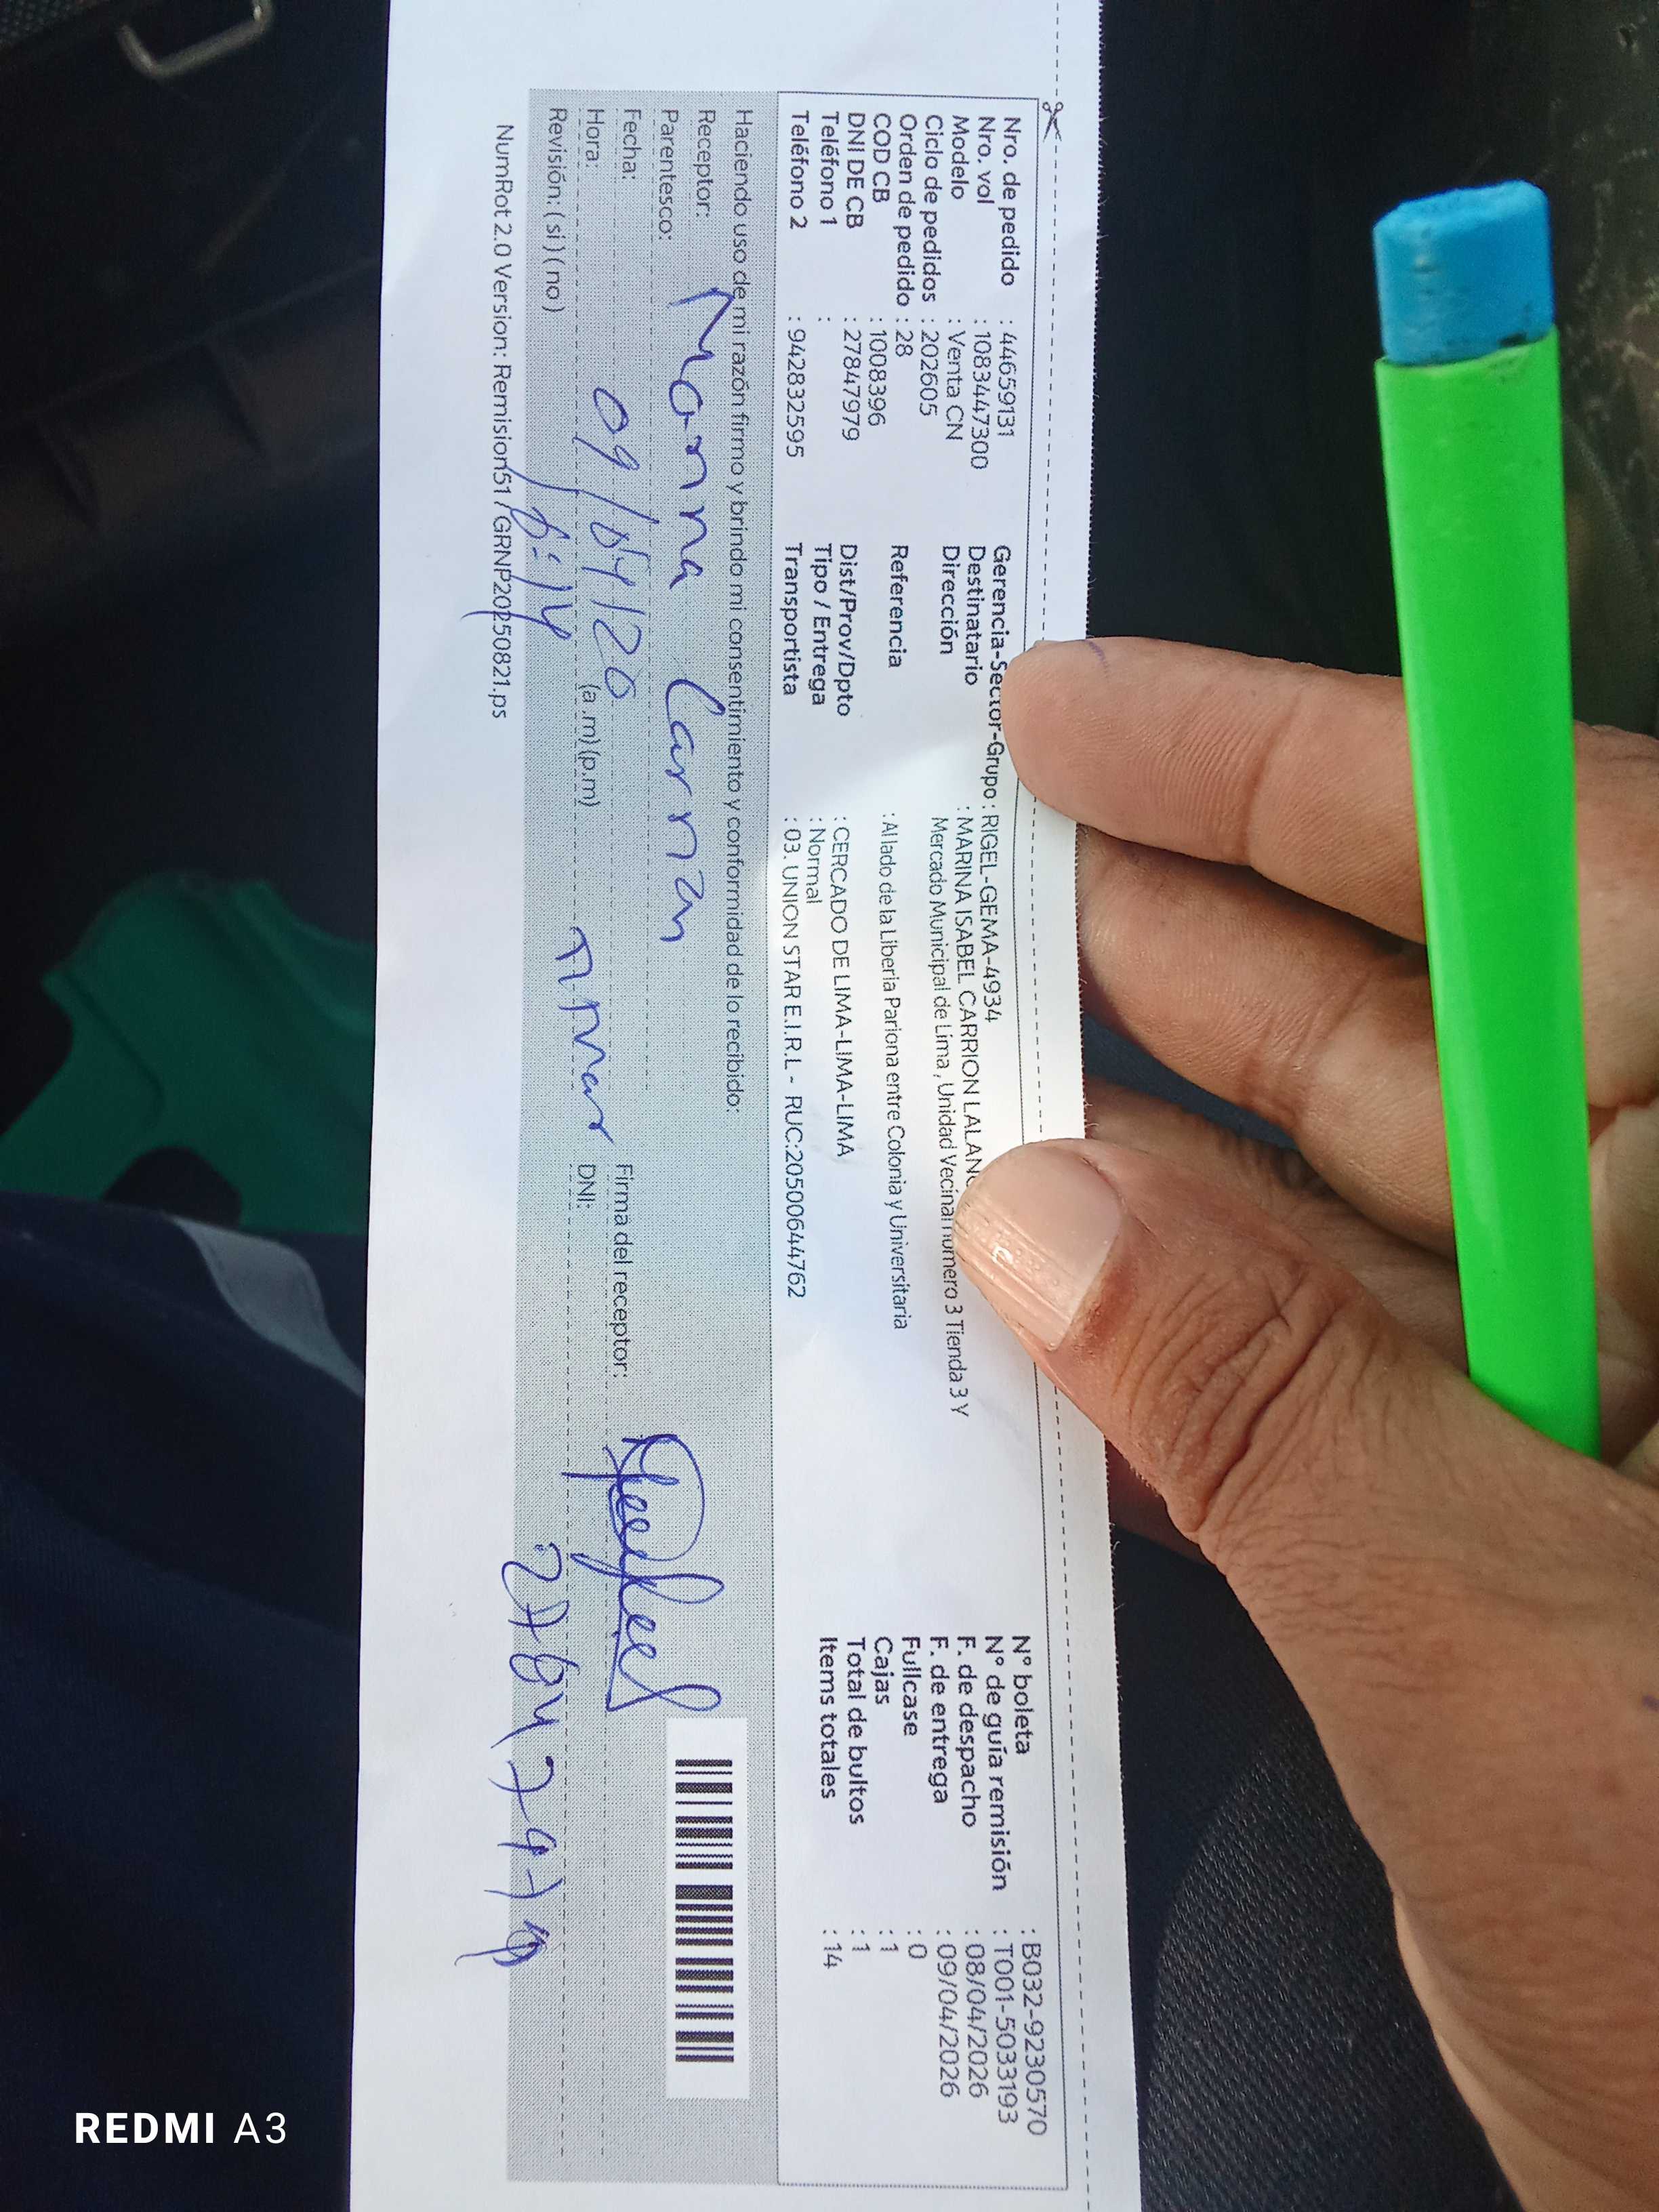 Nro. de pedido : 44659131
Nro. vol : 1083447300
Modelo : Venta CN
Ciclo de pedidos : 202605
Orden de pedido : 28
COD CB : 1008396
DNI DE CB : 27847979
Teléfono 1 :
Teléfono 2 : 942832595
Gerencia-Sector-Grupo : RIGEL-GEMA-4934
Destinatario : MARINA ISABEL CARRION LALAN
Dirección Mercado Municipal de Lima, Unidad Vecinal numero 3 Tienda 3 Y
Referencia : Al lado de la Liberia Pariona entre Colonia y Universitaria
Dist/Prov/Dpto : CERCADO DE LIMA-LIMA-LIMA
Tipo / Entrega : Normal
Transportista : 03. UNION STAR E.I.R.L - RUC:20500644762
N° boleta : B032-9230570
N° de guía remisión : T001-5033193
F. de despacho : 08/04/2026
F. de entrega : 09/04/2026
Fullcase : 0
Cajas : 1
Total de bultos : 1
Items totales : 14
Haciendo uso de mi razón firmo y brindo mi consentimiento y conformidad de lo recibido:
Receptor: Marina
Parentesco:
Fecha: 09/04/20
Hora: (a.m) (p.m)
Revisión: (si) (no)
Firma del receptor:
DNI: 27847979
NumRot 2.0 Version: Remision51 / GRNP20250821.ps
REDMI A3